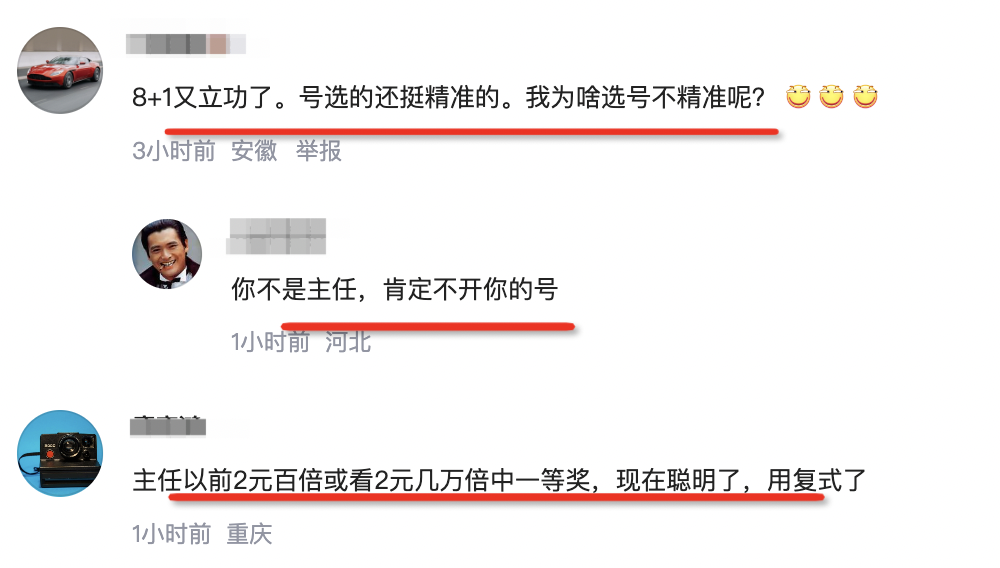 8+1又立功了。号选的还挺精准的。我为啥选号不精准呢？
3小时前 安徽 举报
你不是主任，肯定不开你的号
1小时前 河北
主任以前2元百倍或看2元几万倍中一等奖，现在聪明了，用复式了
1小时前 重庆